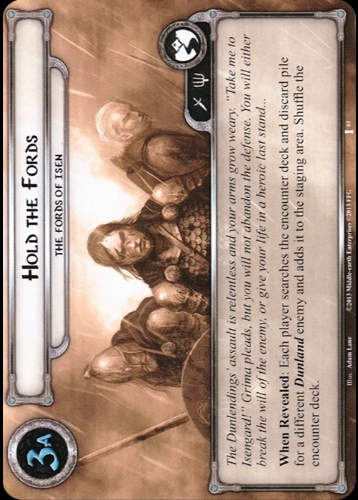 3A
HOLD THE FORDS
THE FORDS OF ISEN
The Dunlendings' assault is relentless and your arms grow weary. "Take me to
Isengard!" Grima pleads, but you will not abandon the defense. You will either
break the will of the enemy, or give your life in a heroic last stand...
When Revealed: Each player searches the encounter deck and discard pile
for a different Dunland enemy and adds it to the staging area. Shuffle the
encounter deck.
Illus. Adam Lane
©2013 Middle-earth Enterprises ©2013 FFG